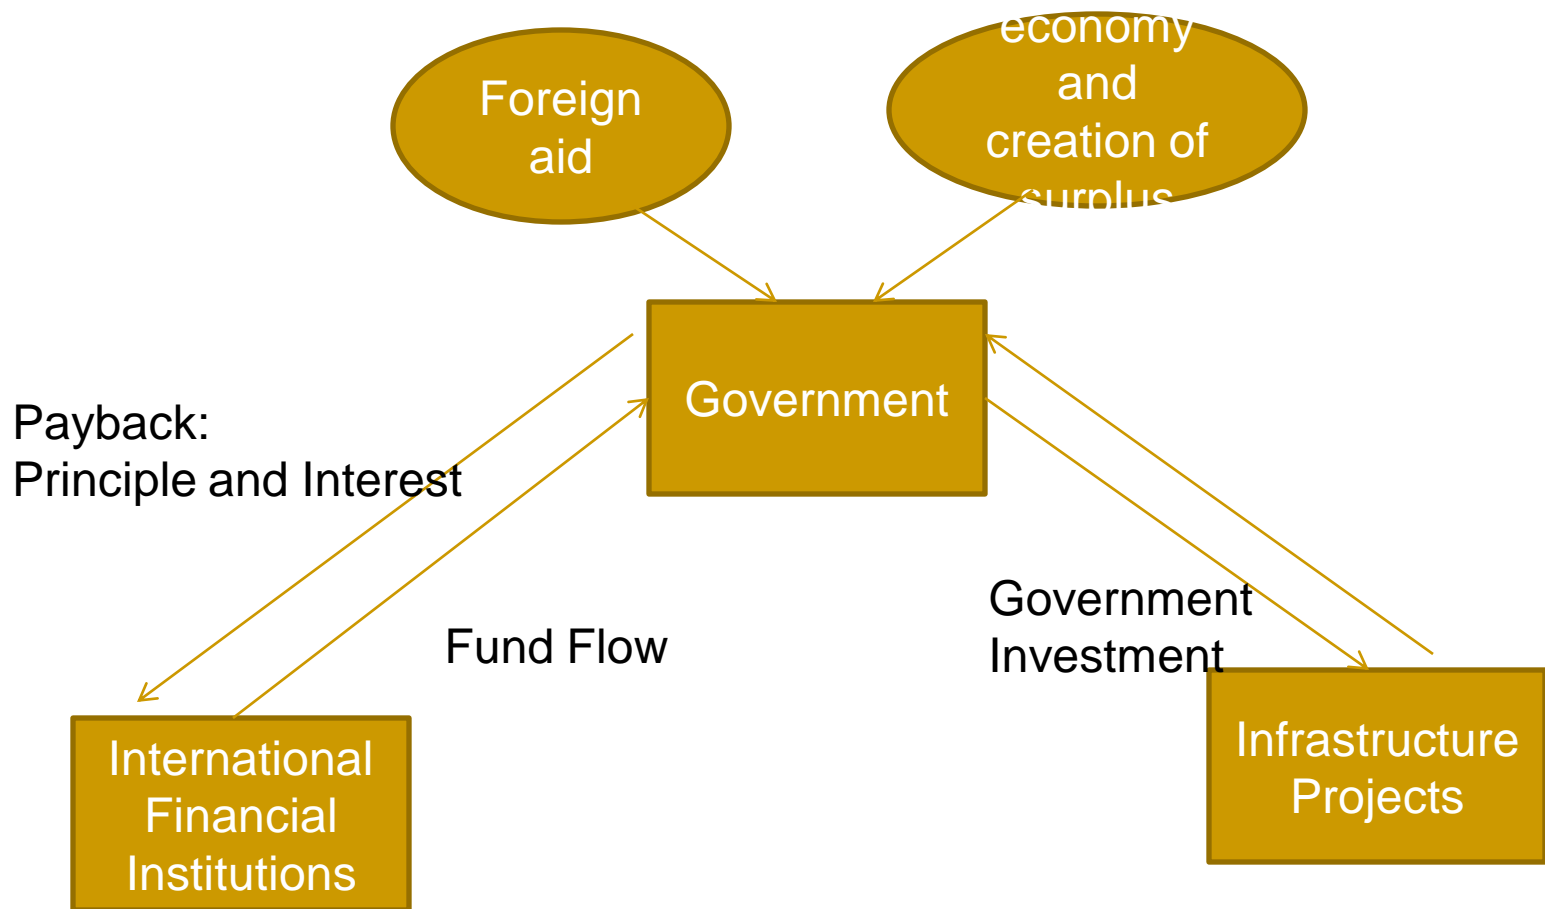 Foreign
aid
economy
and
creation of
surplus
Government
Payback:
Principle and Interest
Fund Flow
Government
Investment
International
Financial
Institutions
Infrastructure
Projects